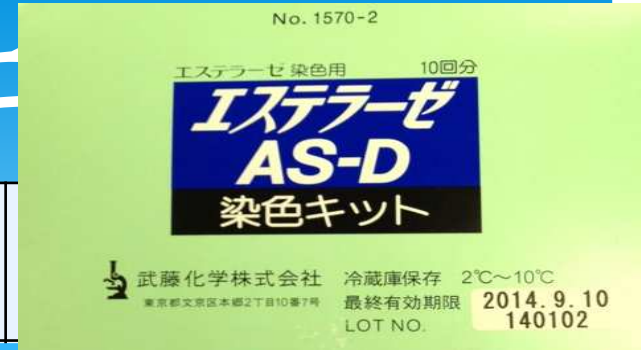 No. 1570-2
エステラーゼ 染色用 10回分
エステラーゼ
AS-D
染色キット
武藤化学株式会社 冷蔵庫保存 2℃〜10℃
東京都文京区本郷2丁目10番7号 最終有効期限 2014.9.10
LOT NO. 140102